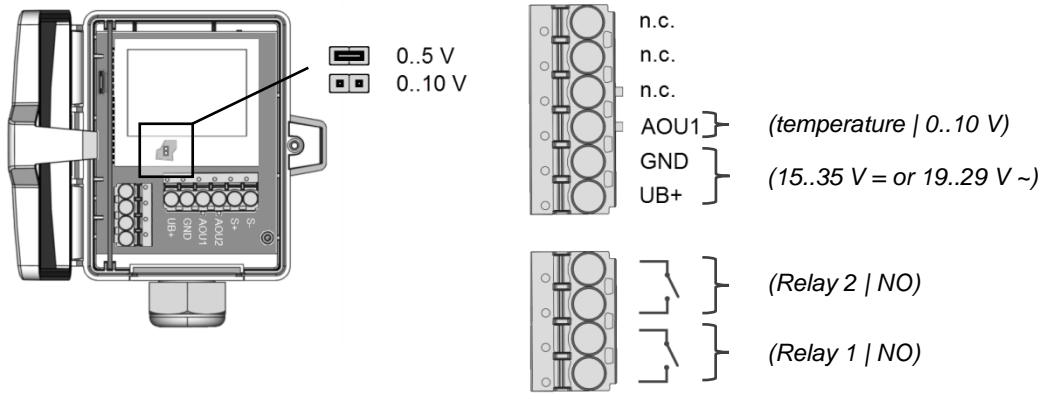 0..5 V
0..10 V
UB+
GND
AOU1
AOU2
S+
S-
n.c.
n.c.
n.c.
AOU1 (temperature | 0..10 V)
GND
UB+
(15..35 V = or 19..29 V ~)
(Relay 2 | NO)
(Relay 1 | NO)